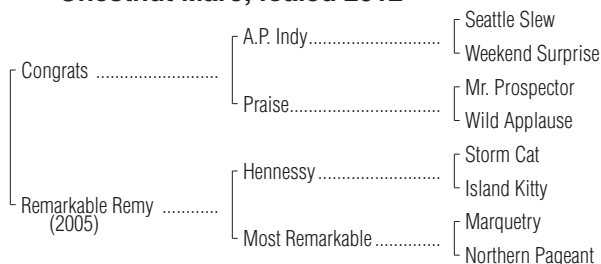 Chestnut Mare; foaled 2012
Seattle Slew
A.P. Indy
Weekend Surprise
Congrats
Mr. Prospector
Praise
Wild Applause
Storm Cat
Hennessy
Island Kitty
Remarkable Remy
(2005)
Marquetry
Most Remarkable
Northern Pageant